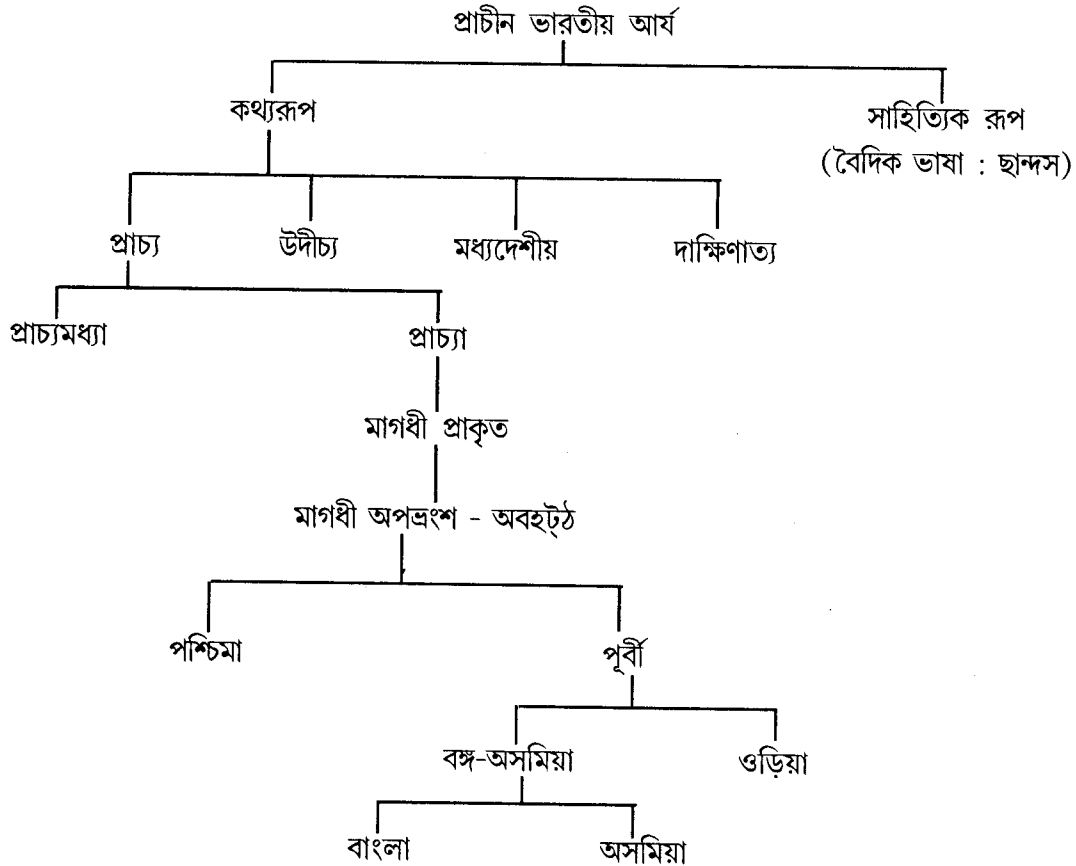 প্রাচীন ভারতীয় আর্য
কথ্যরূপ
সাহিত্যিক রূপ
(বৈদিক ভাষা : ছান্দস)
প্রাচ্য উদীচ্য মধ্যদেশীয় দাক্ষিণাত্য
প্রাচ্যমধ্যা প্রাচ্যা
মাগধী প্রাকৃত
মাগধী অপভ্রংশ - অবহট্‌ঠ
পশ্চিমা পূর্বী
বঙ্গ-অসমিয়া ওড়িয়া
বাংলা অসমিয়া